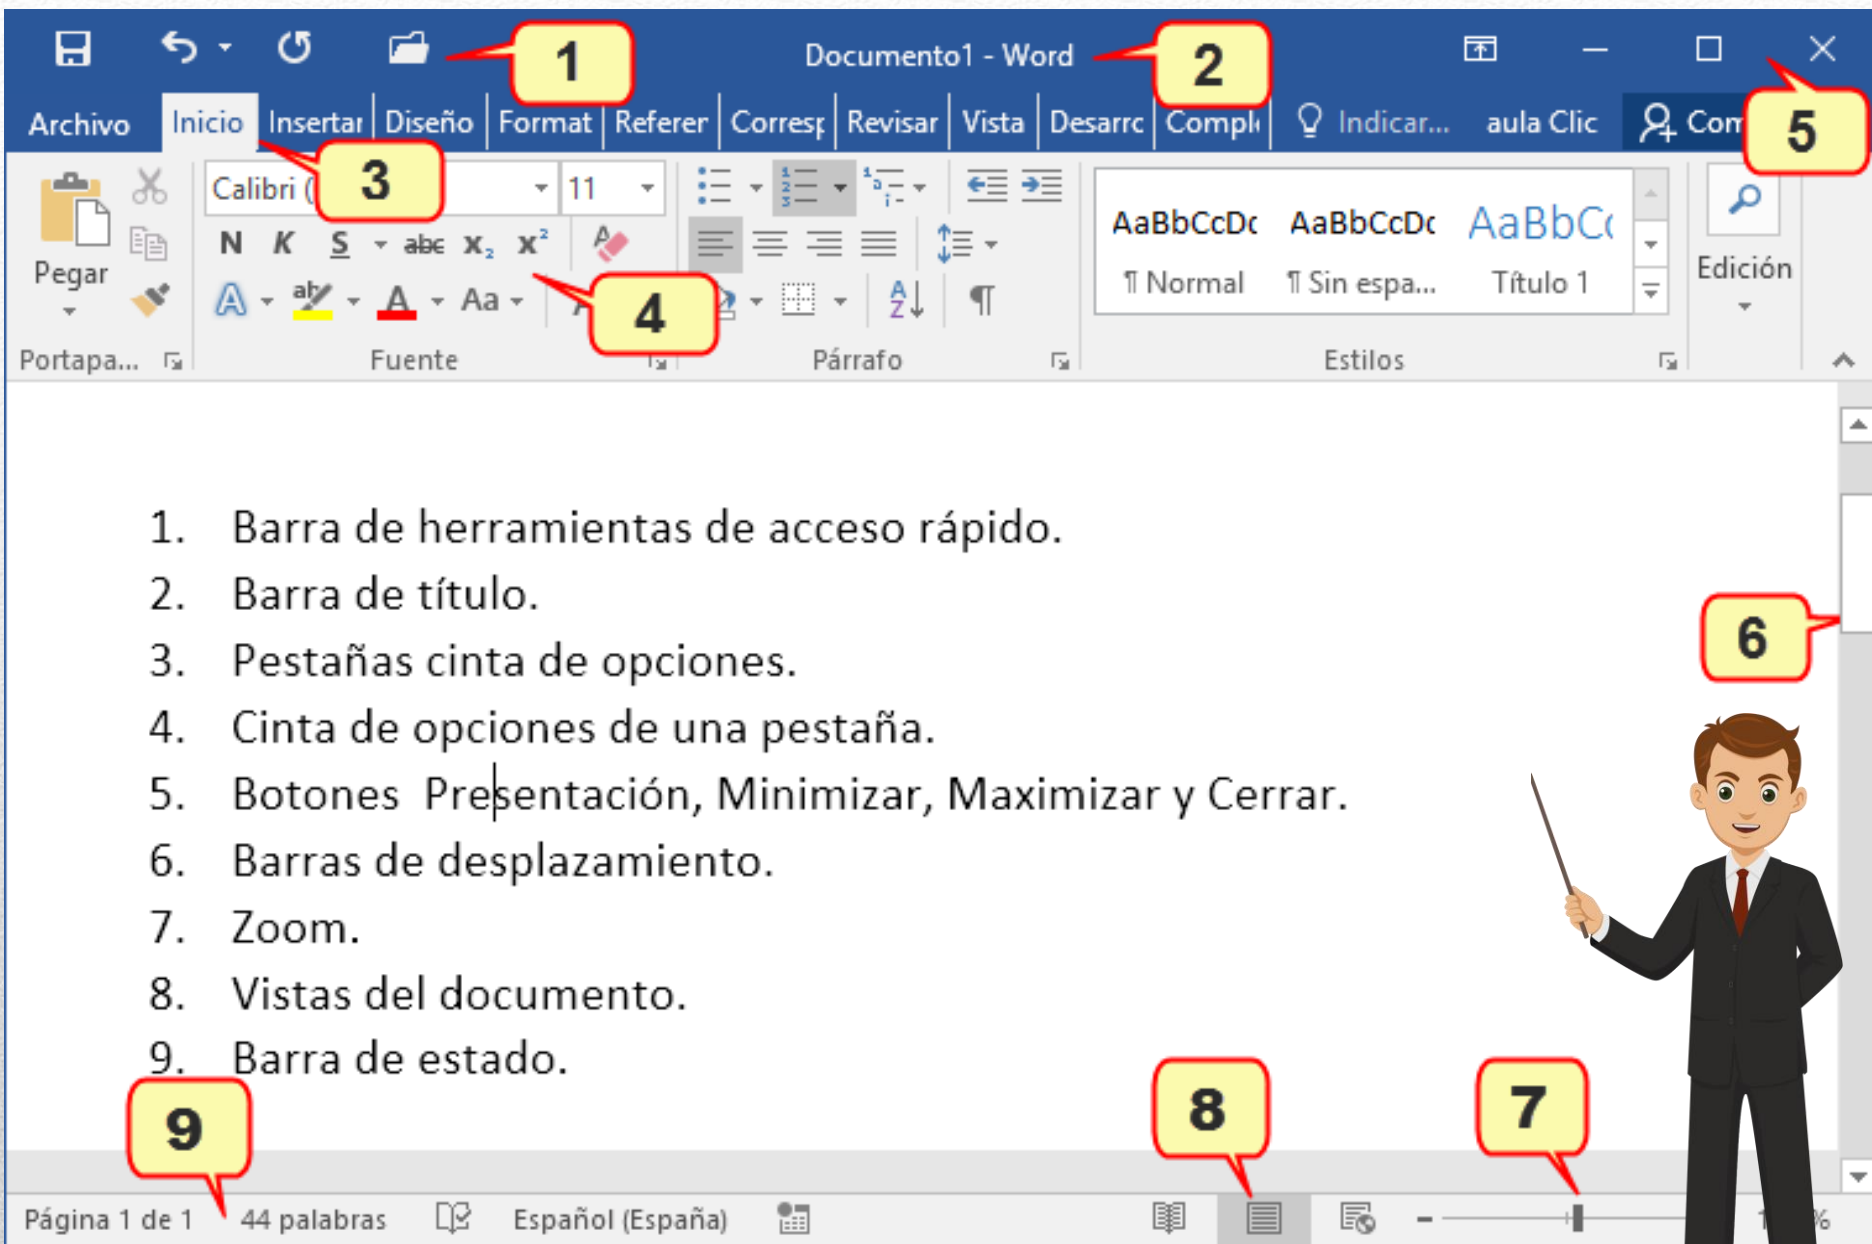 1
Documento1 - Word
2
Archivo Inicio Insertar Diseño Format Referer Corresp Revisar Vista Desarro Comple Indicar... aula Clic Com
5
Calibri ( 11
3
AaBbCcDc AaBbCcDc AaBbCc
Pegar
N K S abc x₂ x² A
¶ Normal ¶ Sin espa... Título 1
Edición
A ab A Aa
4
A Z ¶
Portapa... Fuente Párrafo Estilos
1. Barra de herramientas de acceso rápido.
2. Barra de título.
3. Pestañas cinta de opciones.
4. Cinta de opciones de una pestaña.
5. Botones Presentación, Minimizar, Maximizar y Cerrar.
6. Barras de desplazamiento.
7. Zoom.
8. Vistas del documento.
9. Barra de estado.
6
9
8
7
Página 1 de 1 44 palabras Español (España) %